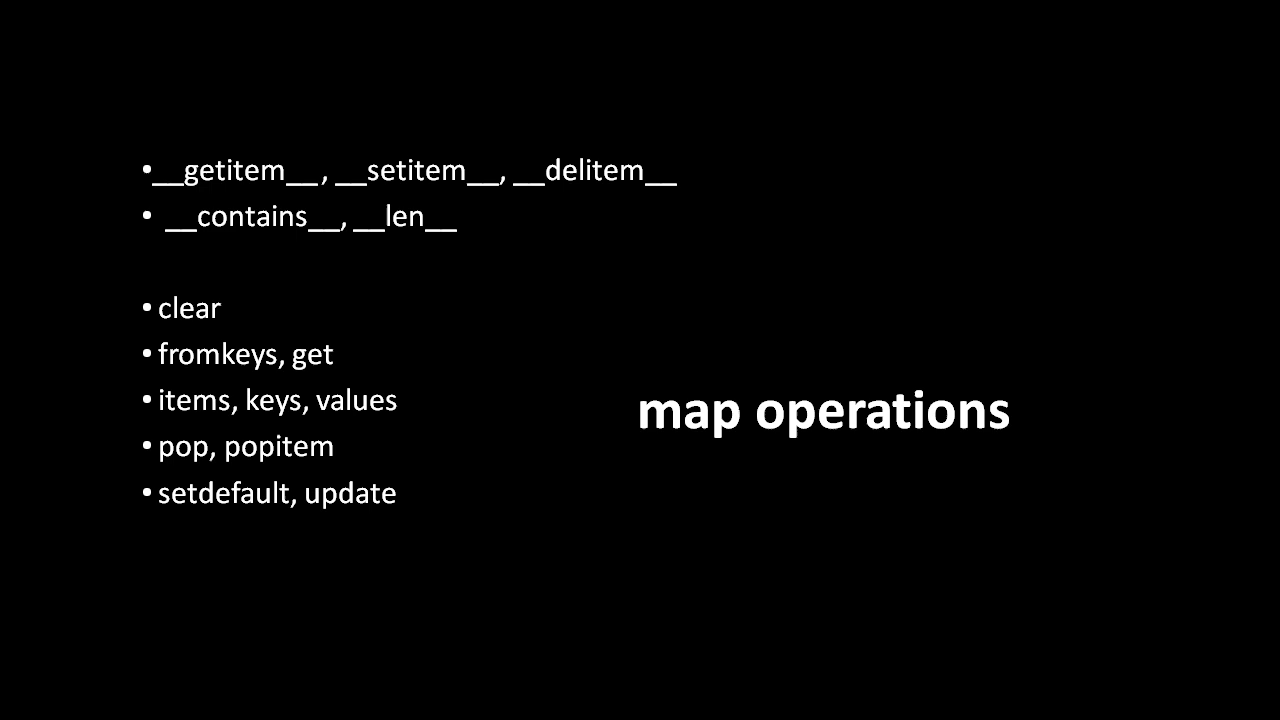 •__getitem__, __setitem__, __delitem__
• __contains__, __len__
• clear
• fromkeys, get
• items, keys, values
• pop, popitem
• setdefault, update
map operations